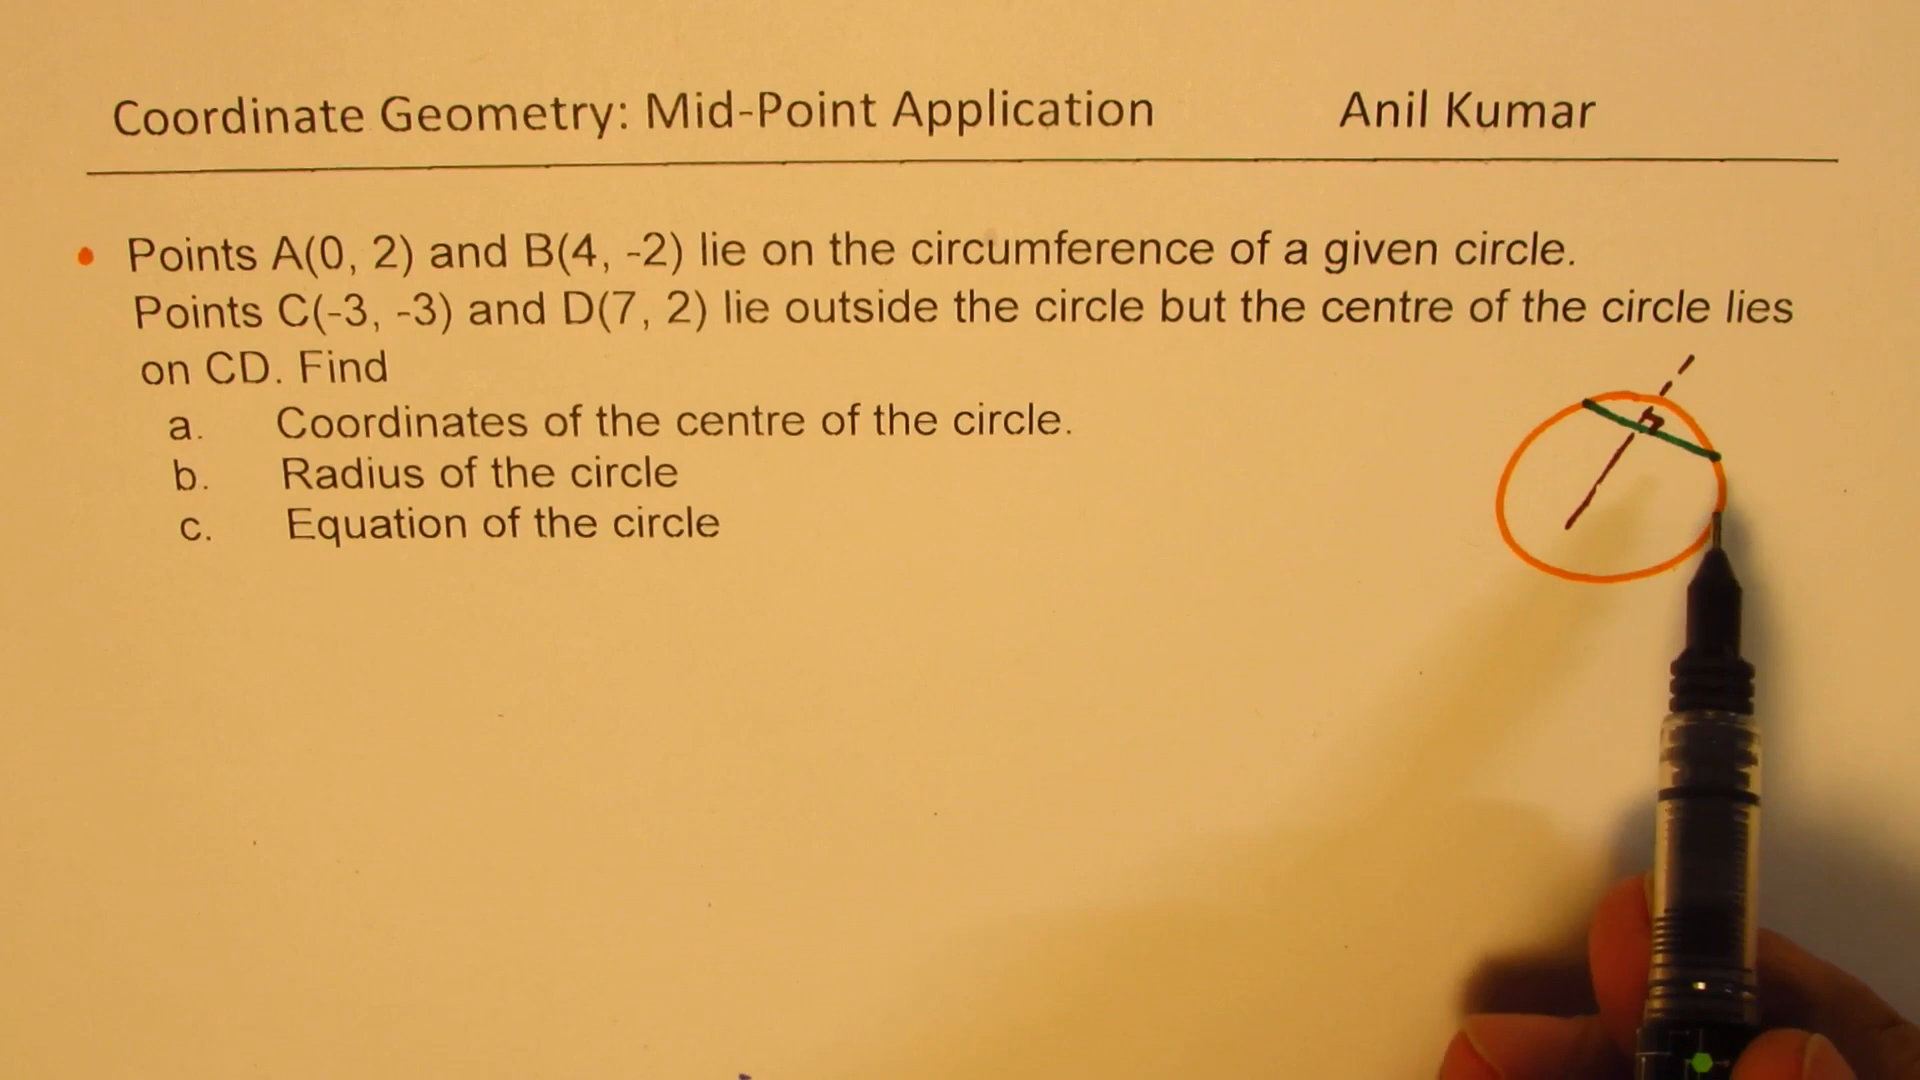 Coordinate Geometry: Mid-Point Application Anil Kumar
• Points A(0, 2) and B(4, -2) lie on the circumference of a given circle.
Points C(-3, -3) and D(7, 2) lie outside the circle but the centre of the circle lies
on CD. Find
a. Coordinates of the centre of the circle.
b. Radius of the circle
c. Equation of the circle